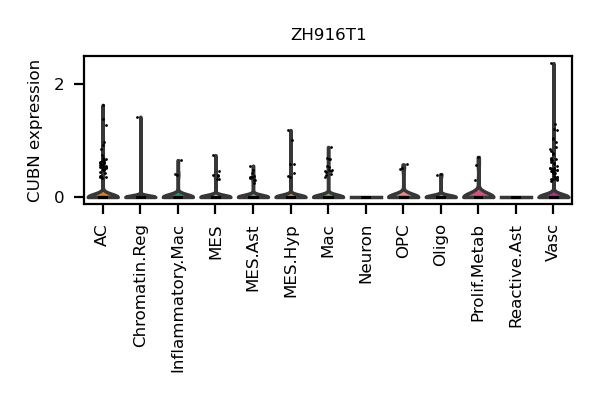 ZH916T1
CUBN expression
2
0
AC
Chromatin.Reg
Inflammatory.Mac
MES
MES.Ast
MES.Hyp
Mac
Neuron
OPC
Oligo
Prolif.Metab
Reactive.Ast
Vasc